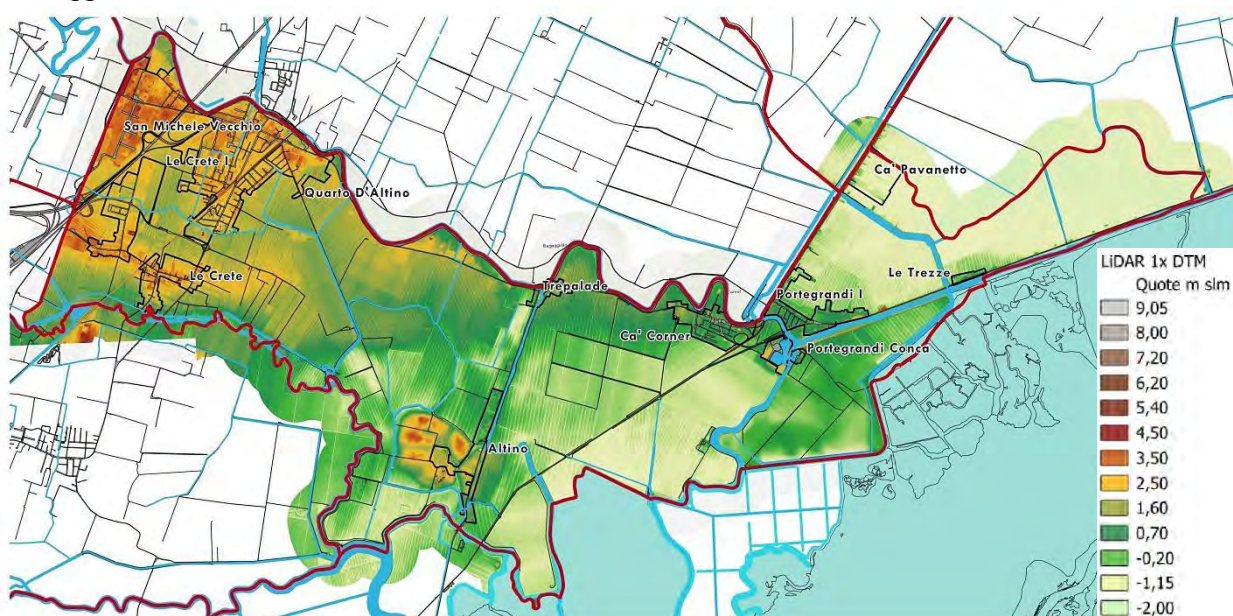 San Michele Vecchio
Le Crete I
Quarto D'Altino
Le Crete
Trepalade
Ca' Corner
Altino
Ca' Pavanetto
Le Trezze
Portegrandi I
Portegrandi Conca
LiDAR 1x DTM
Quote m slm
9,05
8,00
7,20
6,20
5,40
4,50
3,50
2,50
1,60
0,70
-0,20
-1,15
-2,00